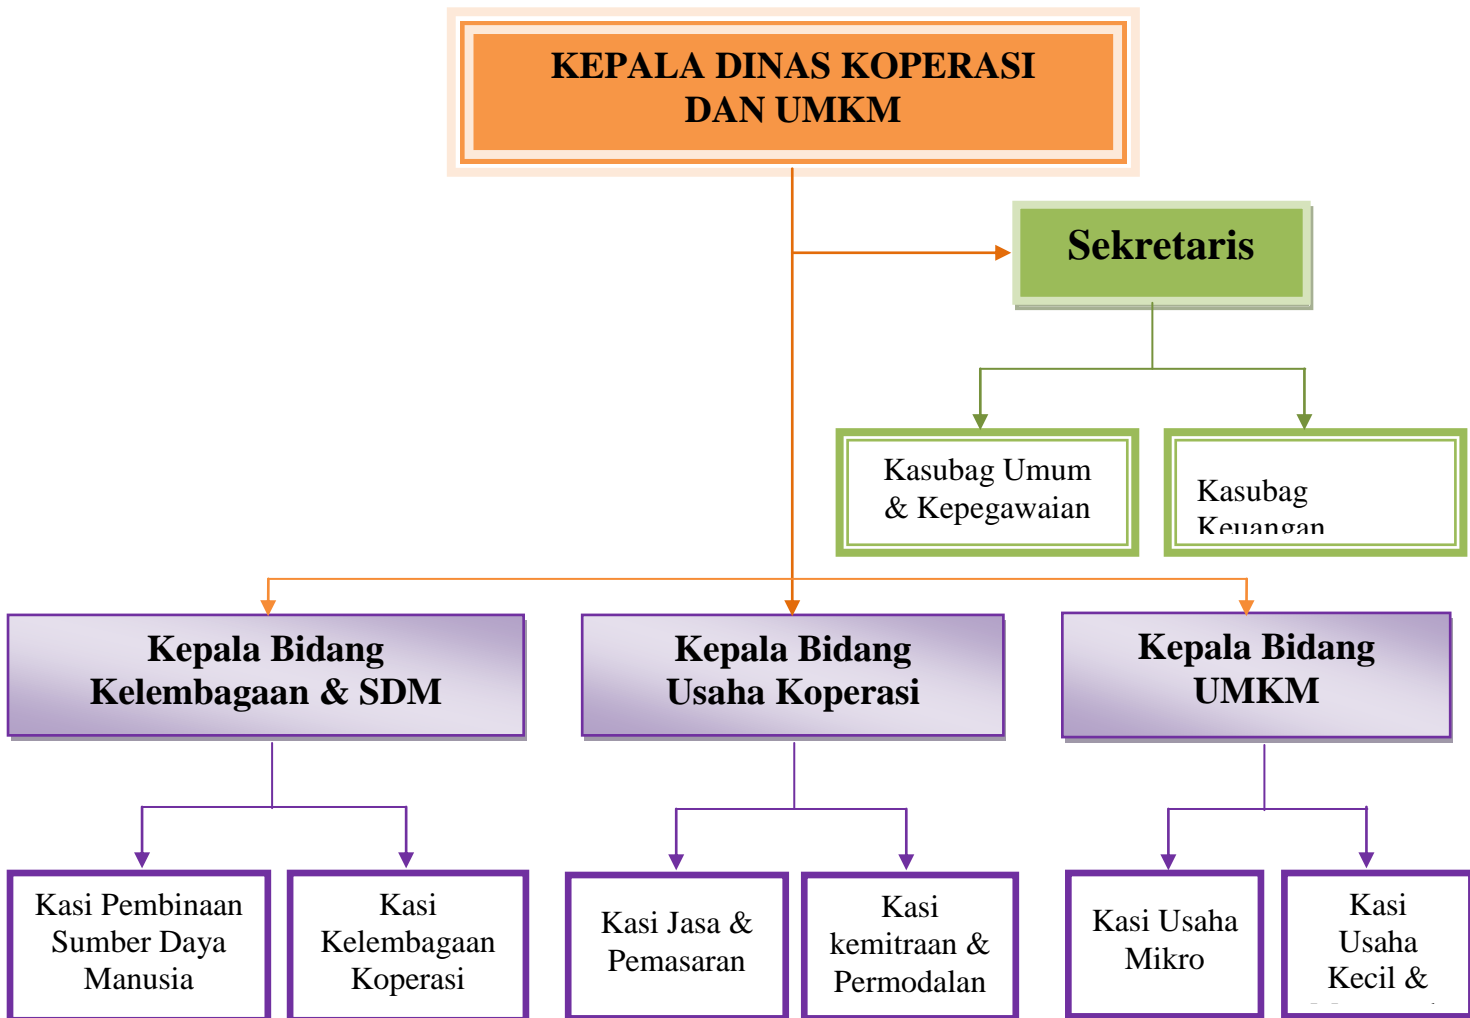 KEPALA DINAS KOPERASI
DAN UMKM
Sekretaris
Kasubag Umum
& Kepegawaian
Kasubag
Keuangan
Kepala Bidang
Kelembagaan & SDM
Kepala Bidang
Usaha Koperasi
Kepala Bidang
UMKM
Kasi Pembinaan
Sumber Daya
Manusia
Kasi
Kelembagaan
Koperasi
Kasi Jasa &
Pemasaran
Kasi
kemitraan &
Permodalan
Kasi Usaha
Mikro
Kasi
Usaha
Kecil &